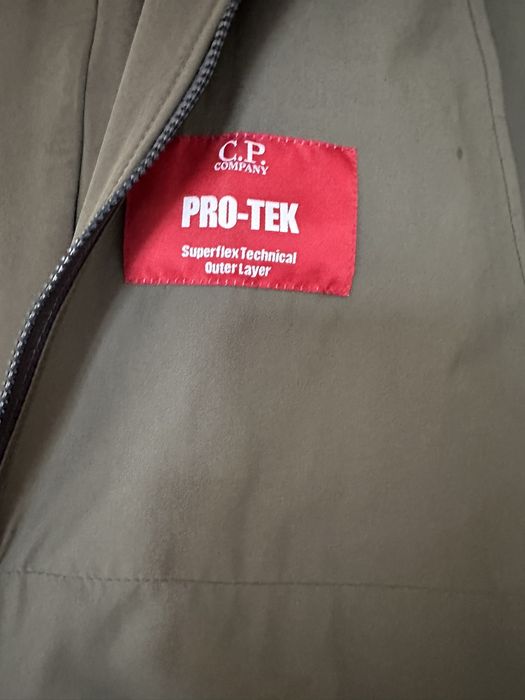 C.P.
COMPANY
PRO-TEK
Superflex Technical
Outer Layer